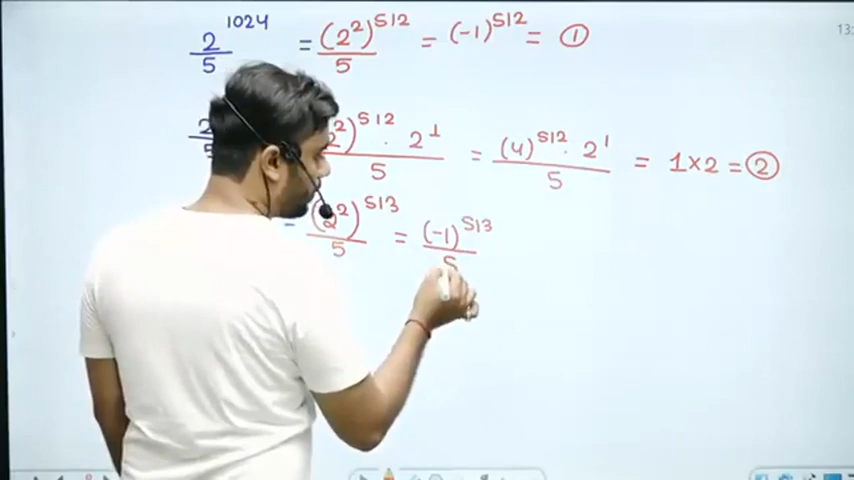 2^1024 / 5 = (2^2)^512 / 5 = (-1)^512 = 1
2^2)^512 · 2^1 / 5 = (4)^512 · 2^1 / 5 = 1×2 = 2
(2^2)^513 / 5 = (-1)^513 / 5
13: